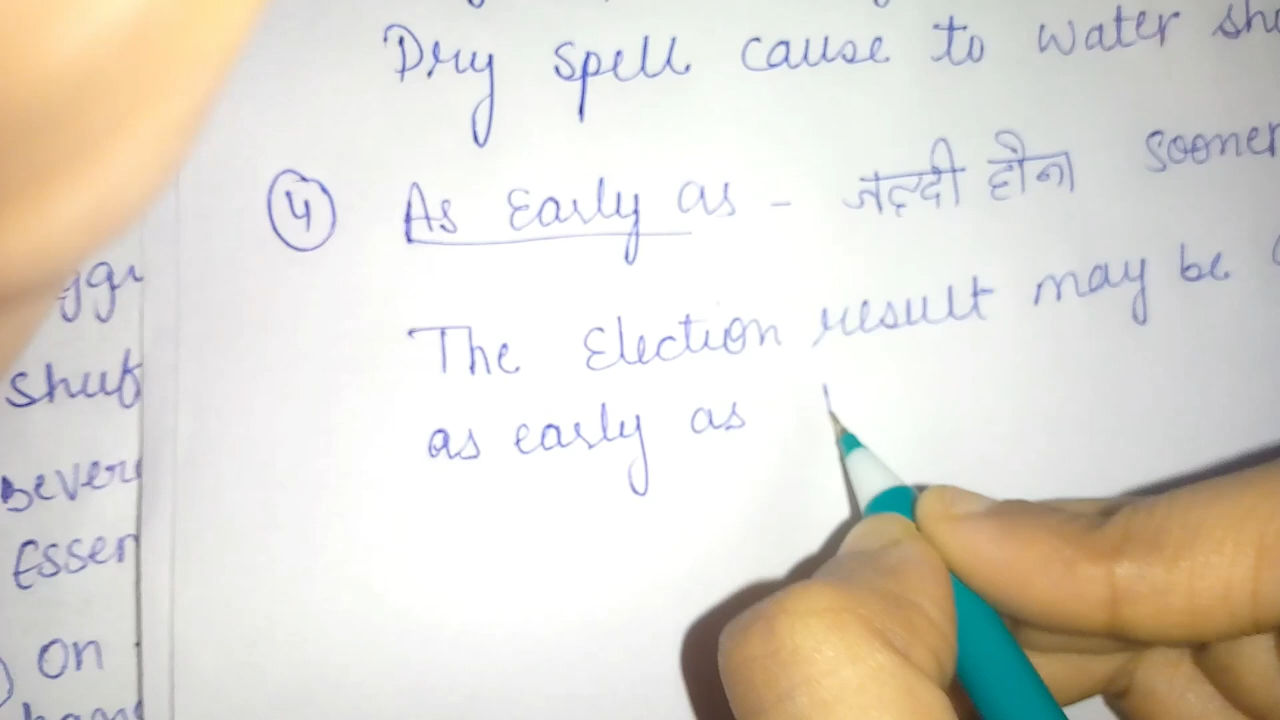 Dry spell cause to water
④ As Early as - जल्दी होना sooner
The Election result may be
as early as
shuf
bever
Essen
on